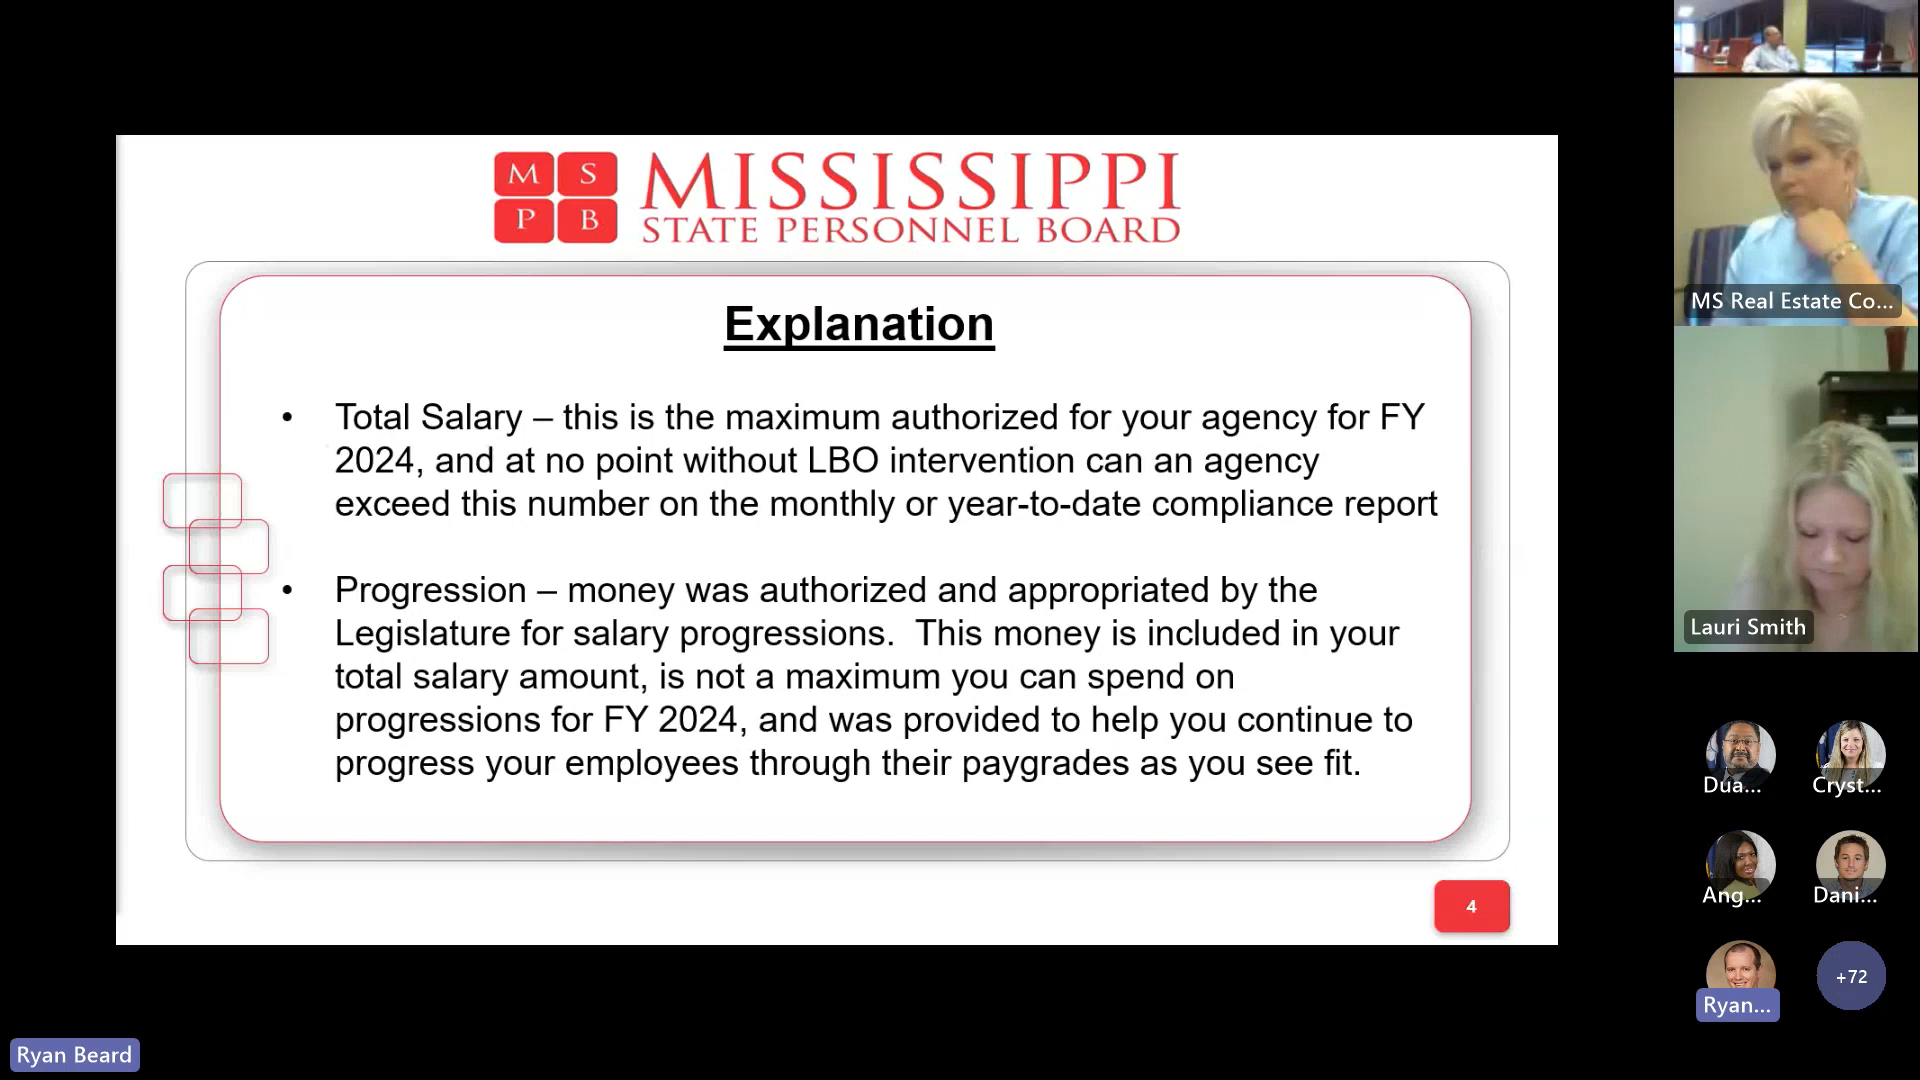 M S
P B
MISSISSIPPI
STATE PERSONNEL BOARD
Explanation
• Total Salary – this is the maximum authorized for your agency for FY
2024, and at no point without LBO intervention can an agency
exceed this number on the monthly or year-to-date compliance report
• Progression – money was authorized and appropriated by the
Legislature for salary progressions.  This money is included in your
total salary amount, is not a maximum you can spend on
progressions for FY 2024, and was provided to help you continue to
progress your employees through their paygrades as you see fit.
4
MS Real Estate Co...
Lauri Smith
Dua...
Cryst...
Ang...
Dani...
Ryan...
+72
Ryan Beard